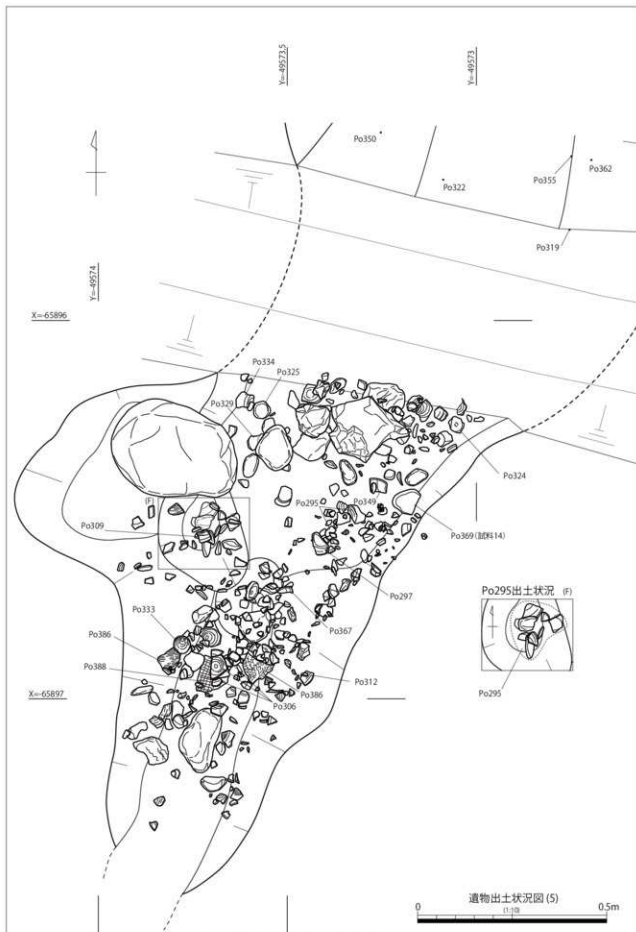 Y=-49573.5
Y=-49573
Po350
Po322
Po355
Po362
Po319
Y=-49574
X=-65896
Po334
Po325
Po329
Po324
(F)
Po295
Po349
Po309
Po369(試料14)
Po297
Po295出土状況 (F)
Po333
Po367
Po386
Po388
Po312
Po386
Po306
Po295
X=-65897
遺物出土状況図(5)
0
(1:10)
0.5m